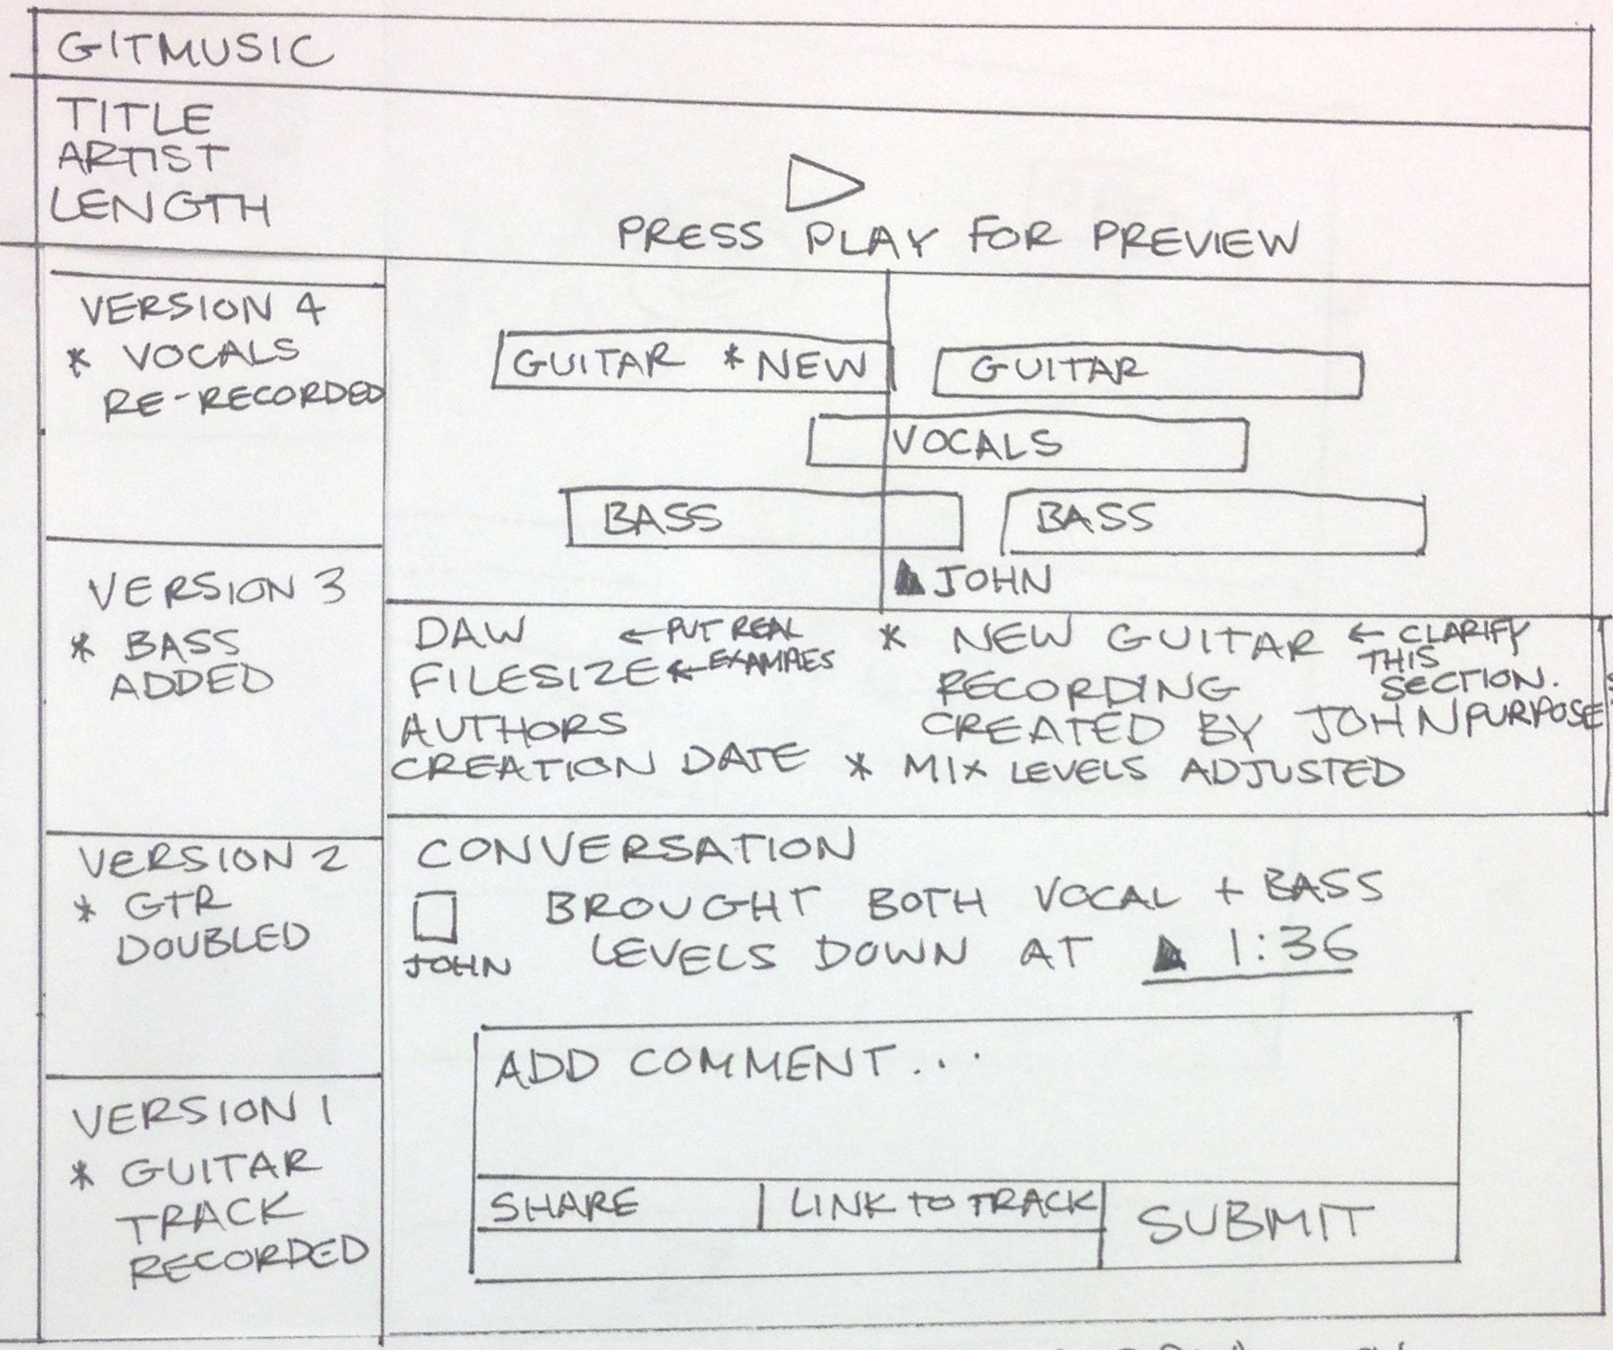 GITMUSIC
TITLE
ARTIST
LENGTH
PRESS PLAY FOR PREVIEW
VERSION 4
* VOCALS
RE-RECORDED
VERSION 3
* BASS
ADDED
VERSION 2
* GTR
DOUBLED
VERSION 1
* GUITAR
TRACK
RECORDED
GUITAR * NEW
GUITAR
VOCALS
BASS
BASS
JOHN
DAW
← PUT REAL
FILESIZE
← EXAMPLES
AUTHORS
CREATION DATE
* NEW GUITAR
RECORDING
CREATED BY JOHN
* MIX LEVELS ADJUSTED
← CLARIFY
THIS
SECTION.
PURPOSE
CONVERSATION
JOHN
BROUGHT BOTH VOCAL + BASS
LEVELS DOWN AT 1:36
ADD COMMENT...
SHARE
LINK TO TRACK
SUBMIT